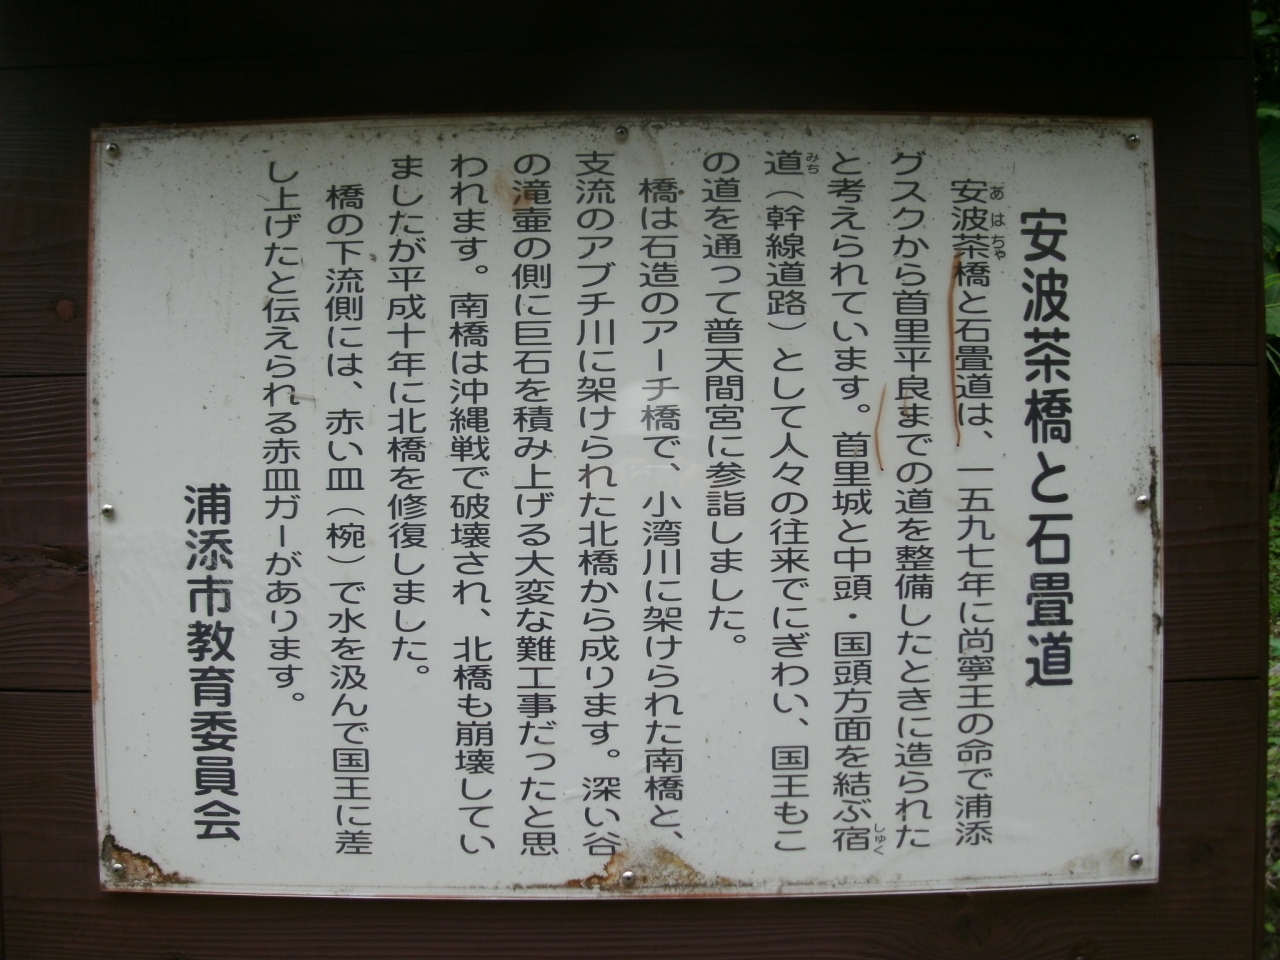 安波茶橋と石畳道
安波茶橋と石畳道は、一五九七年に尚寧王の命で浦添
あはちゃ
グスクから首里平良までの道を整備したときに造られた
と考えられています。首里城と中頭・国頭方面を結ぶ宿
しゅく
道（幹線道路）として人々の往来でにぎわい、国王もこ
みち
の道を通って普天間宮に参詣しました。
橋は石造のアーチ橋で、小湾川に架けられた南橋と、
支流のアブチ川に架けられた北橋から成ります。深い谷
の滝壷の側に巨石を積み上げる大変な難工事だったと思
われます。南橋は沖縄戦で破壊され、北橋も崩壊してい
ましたが平成十年に北橋を修復しました。
橋の下流側には、赤い皿（椀）で水を汲んで国王に差
し上げたと伝えられる赤皿ガーがあります。
浦添市教育委員会